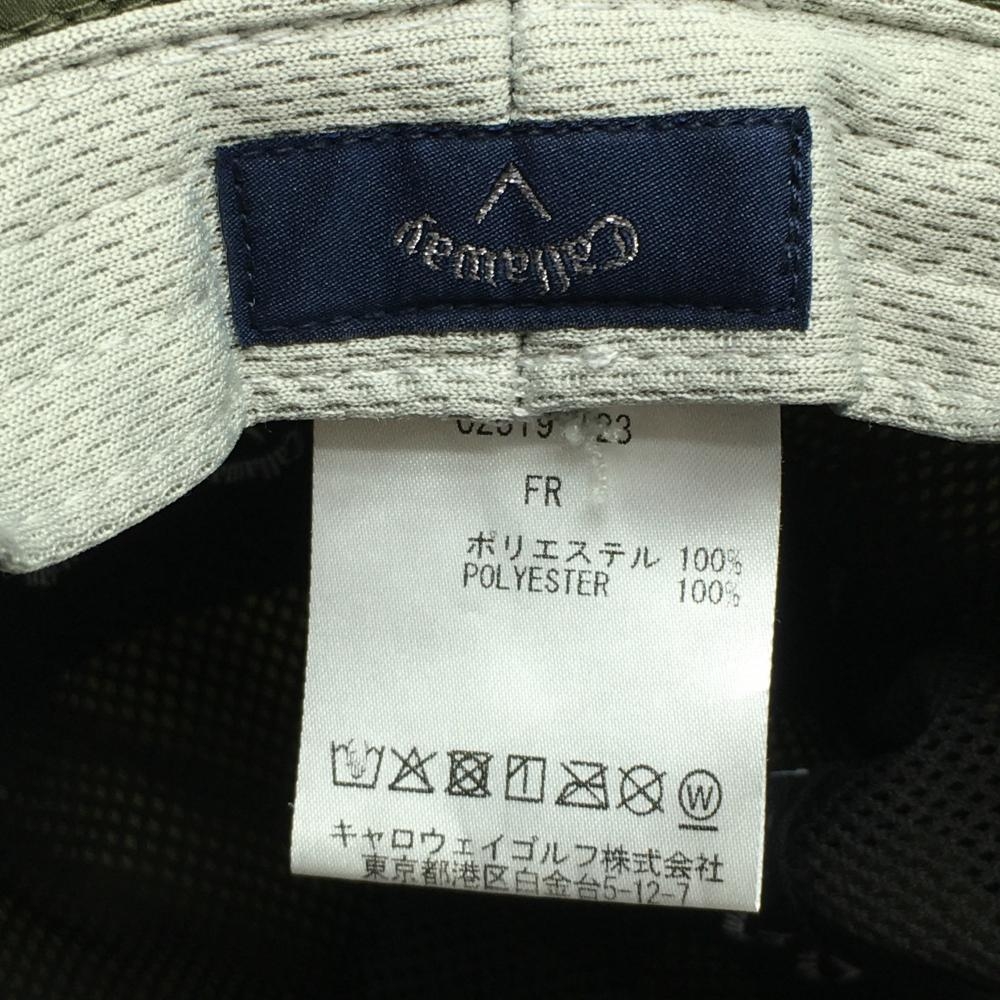 Callaway
23
FR
ポリエステル 100%
POLYESTER 100%
W
キャロウェイゴルフ株式会社
東京都港区白金台5-12-7